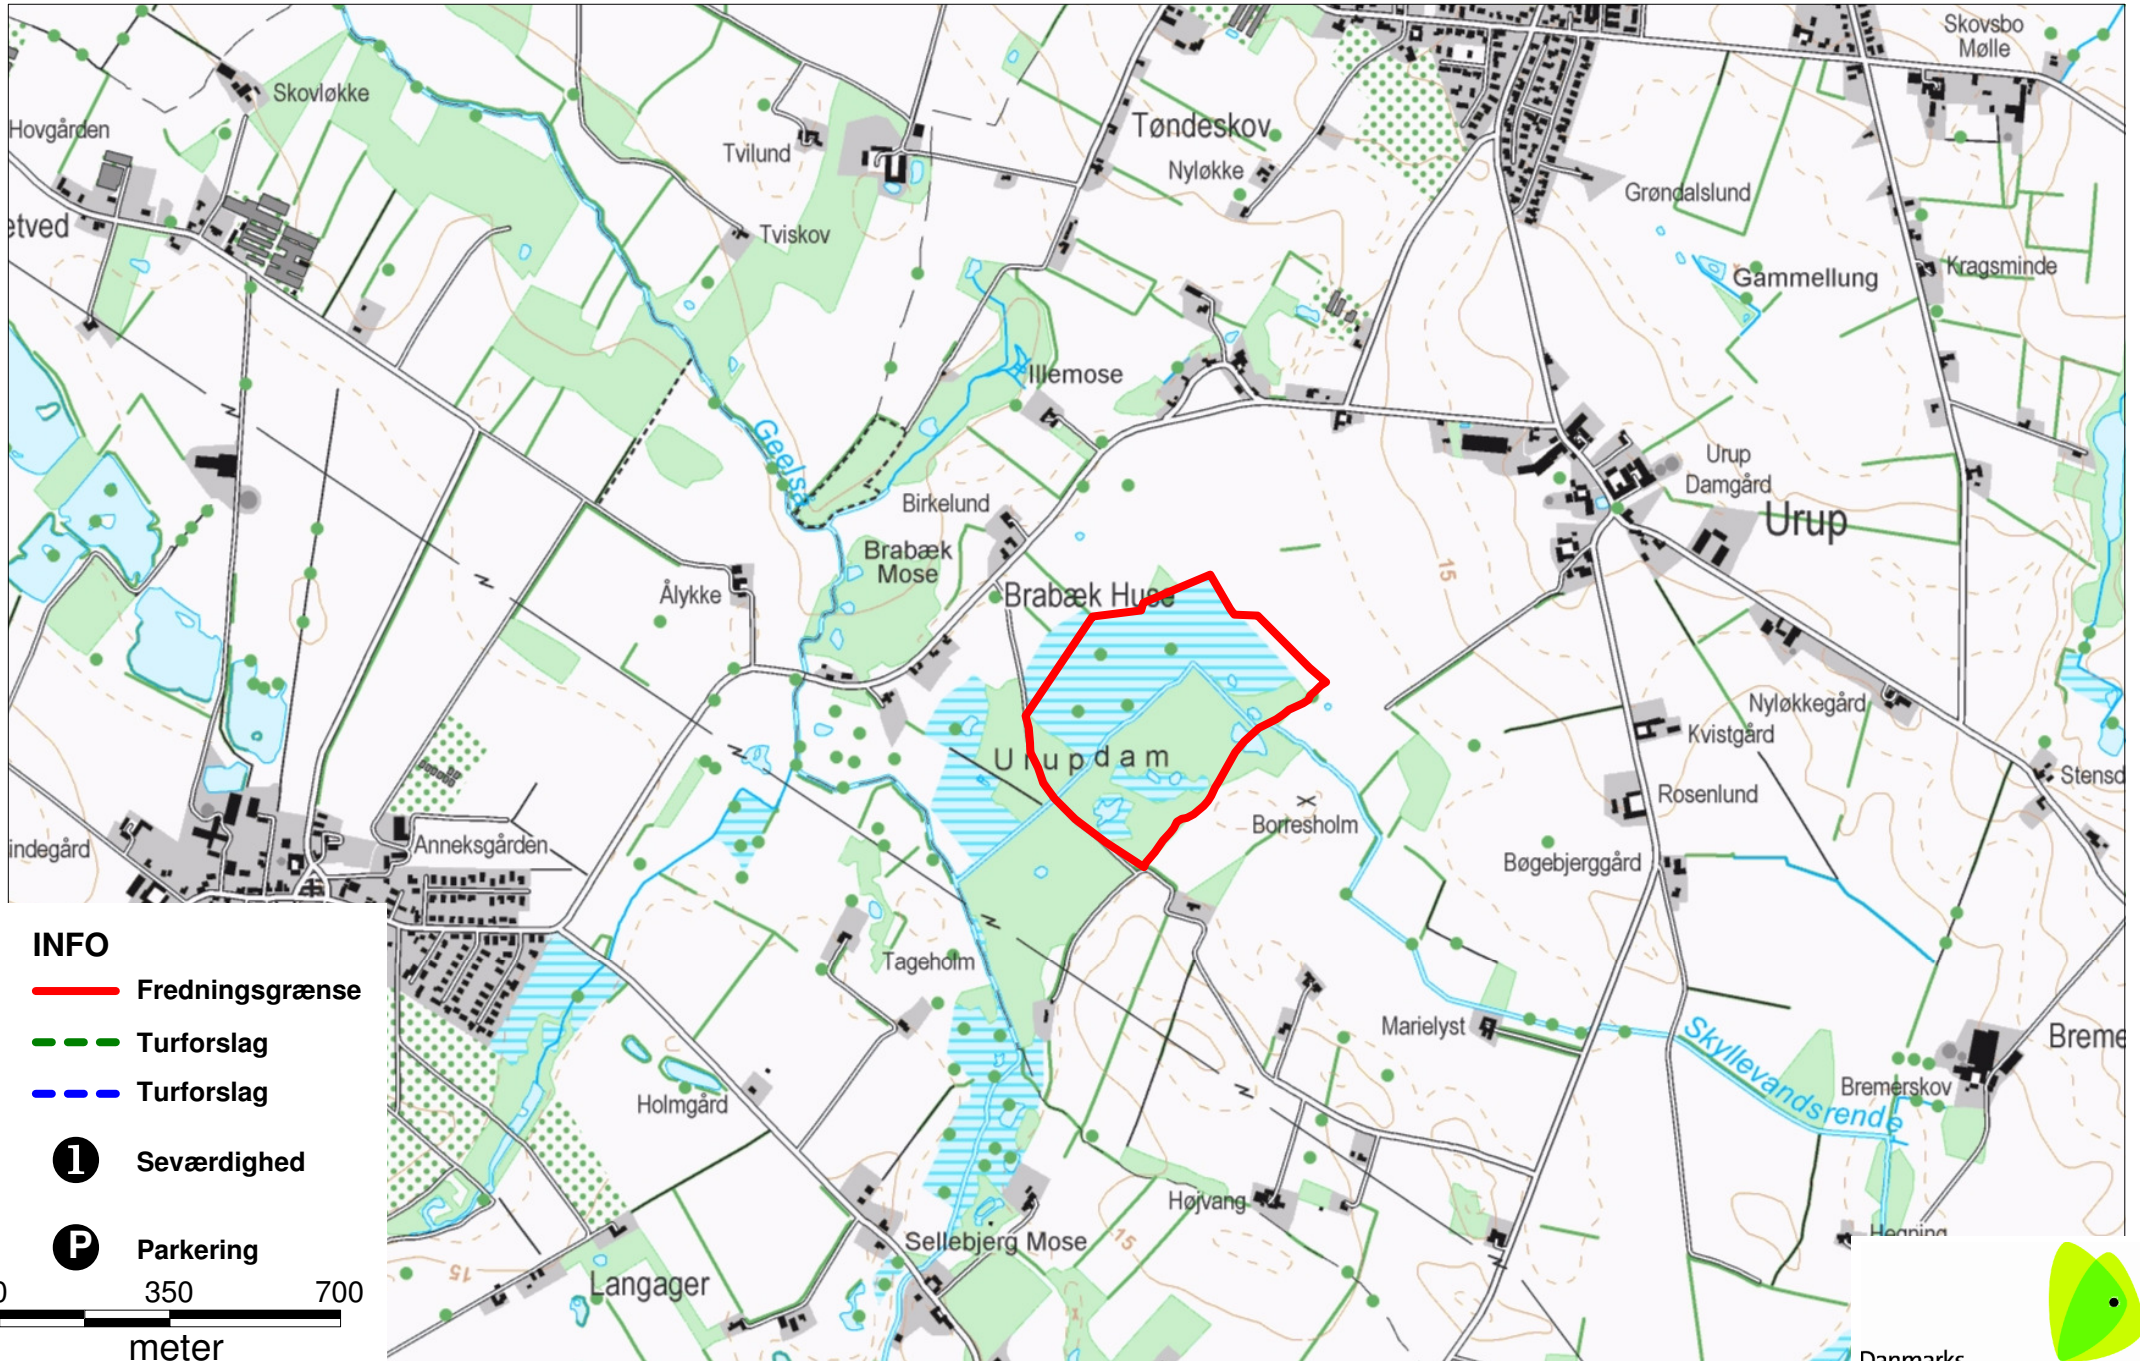 Skovsbo
Mølle
Skovløkke
Hovgården
Tøndeskov
Tvilund
Nyløkke
Grøndalslund
etved
Tviskov
Kragsminde
Gammellung
Illemose
Geelså
Urup
Damgård
Birkelund
Urup
Brabæk
Mose
15
Ålykke
Brabæk Huse
Nyløkkegård
Kvistgård
Urupdam
Stensd
Rosenlund
Borresholm
Anneksgården
indegård
Bøgebjerggård
Tageholm
Marielyst
Skyllevandsrende
Breme
Bremerskov
Holmgård
Højvang
Hegning
Sellebjerg Mose
15
15
Langager
INFO
Fredningsgrænse
Turforslag
Turforslag
1 Seværdighed
P Parkering
0 350 700
meter
Danmarks